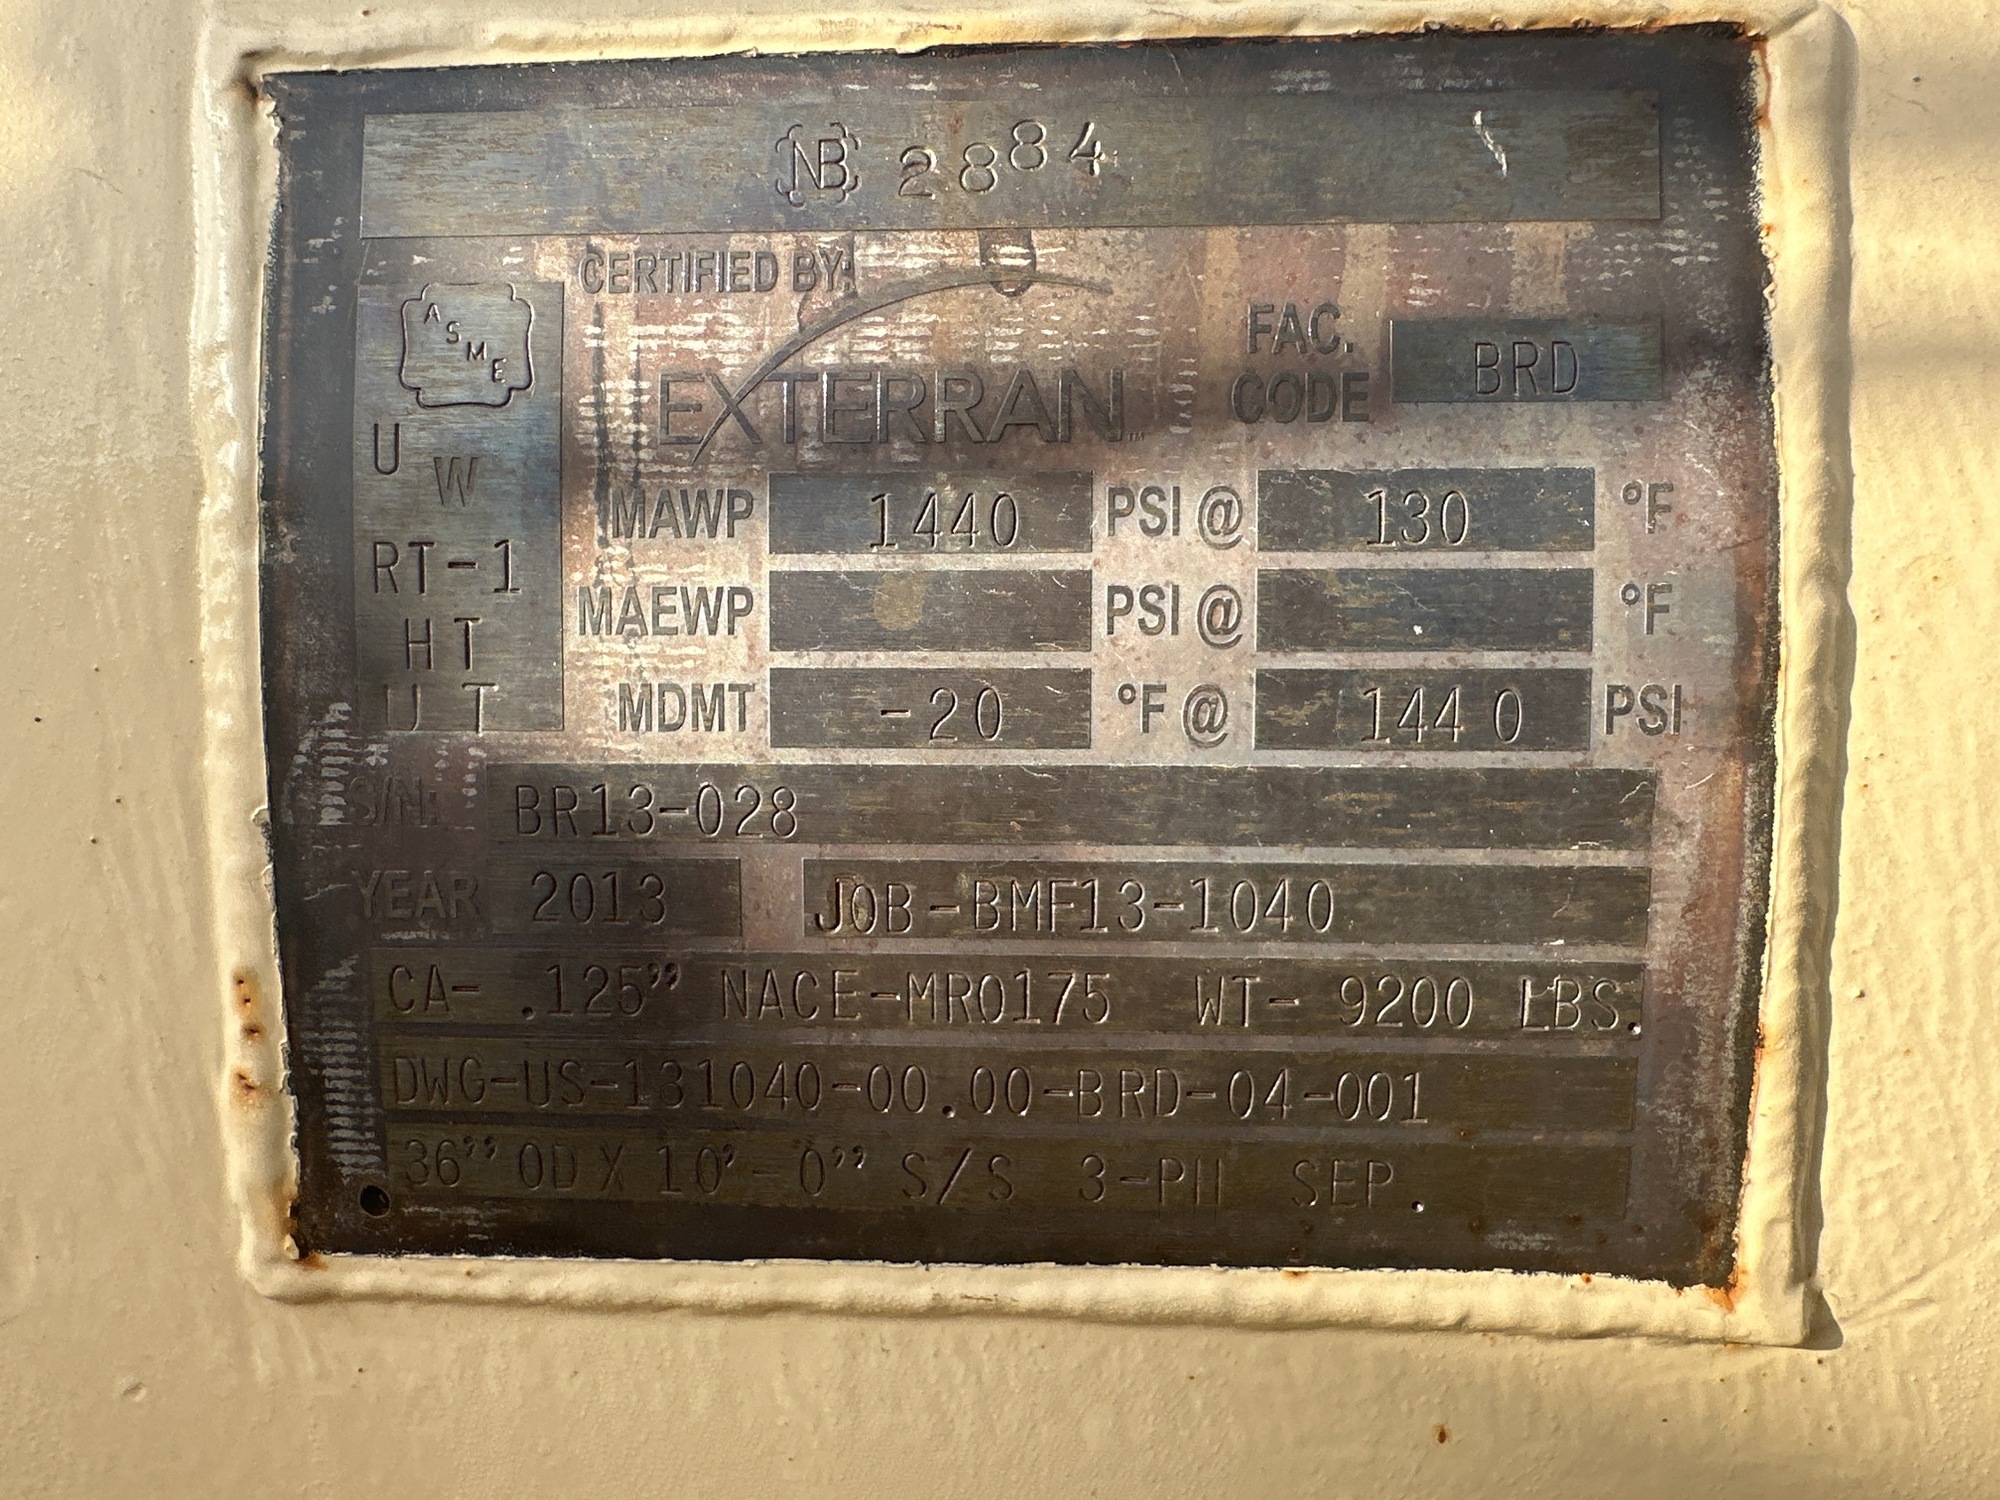 NB 2884
CERTIFIED BY:
ASME
EXTERRAN™
FAC. CODE BRD
U
W
RT-1
HT
UT
MAWP 1440 PSI @ 130 °F
MAEWP PSI @ °F
MDMT -20 °F @ 1440 PSI
S/N: BR13-028
YEAR 2013 JOB-BMF13-1040
CA- .125” NACE-MR0175 WT- 9200 LBS.
DWG-US-131040-00.00-BRD-04-001
36” OD X 10’-0” S/S 3-PH SEP.